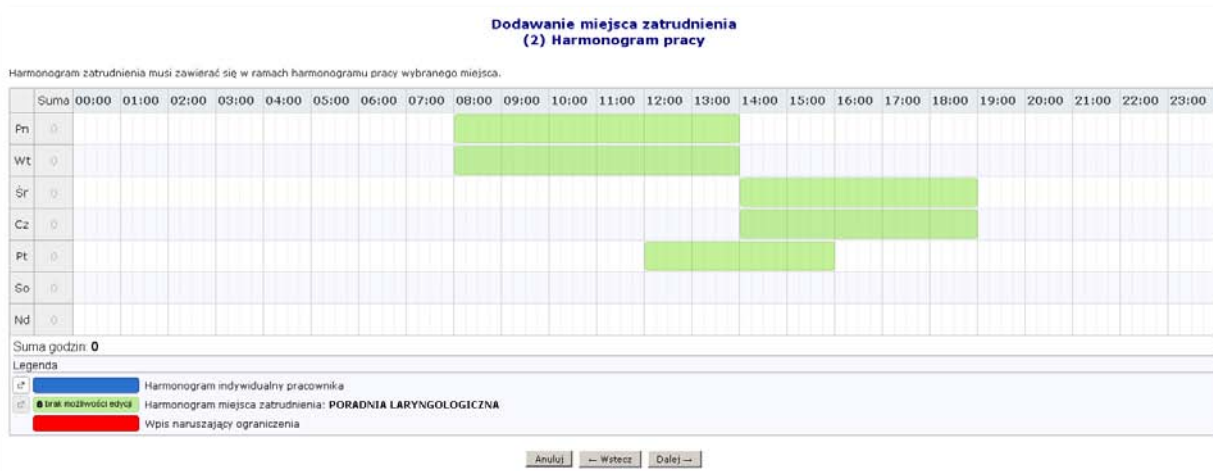 Dodawanie miejsca zatrudnienia
(2) Harmonogram pracy
Harmonogram zatrudnienia musi zawierać się w ramach harmonogramu pracy wybranego miejsca.
Suma 00:00 01:00 02:00 03:00 04:00 05:00 06:00 07:00 08:00 09:00 10:00 11:00 12:00 13:00 14:00 15:00 16:00 17:00 18:00 19:00 20:00 21:00 22:00 23:00
Pn 0
Wt 0
Śr 0
Cz 0
Pt 0
So 0
Nd 0
Suma godzin: 0
Legenda
Harmonogram indywidualny pracownika
brak możliwości edycji Harmonogram miejsca zatrudnienia: PORADNIA LARYNGOLOGICZNA
Wpis naruszający ograniczenia
Anuluj ← Wstecz Dalej →